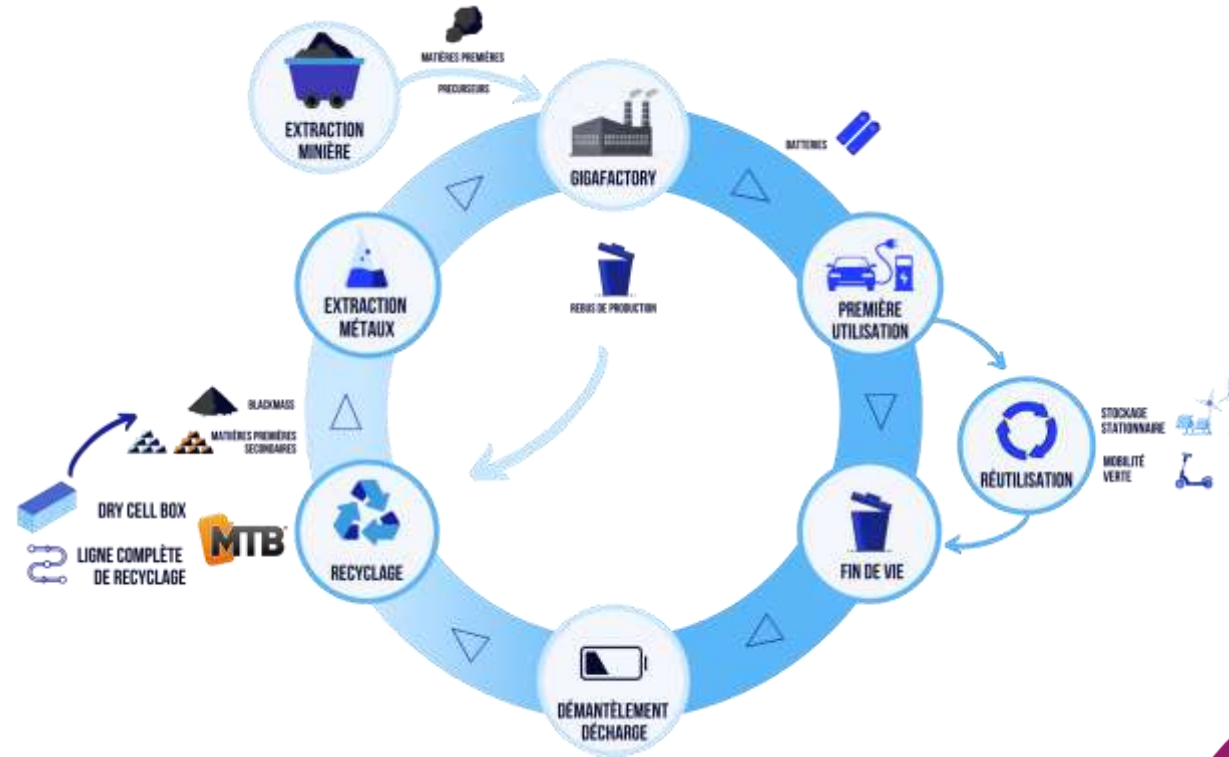 MATIÈRES PREMIÈRES
PRECURSEURS
EXTRACTION
MINIÈRE
GIGAFACTORY
BATTERIES
EXTRACTION
MÉTAUX
REBUS DE PRODUCTION
PREMIÈRE
UTILISATION
BLACKMASS
MATIÈRES PREMIÈRES
SECONDAIRES
STOCKAGE
STATIONNAIRE
RÉUTILISATION
MOBILITÉ
VERTE
DRY CELL BOX
MTB
LIGNE COMPLÈTE
DE RECYCLAGE
RECYCLAGE
FIN DE VIE
DÉMANTÈLEMENT
DÉCHARGE